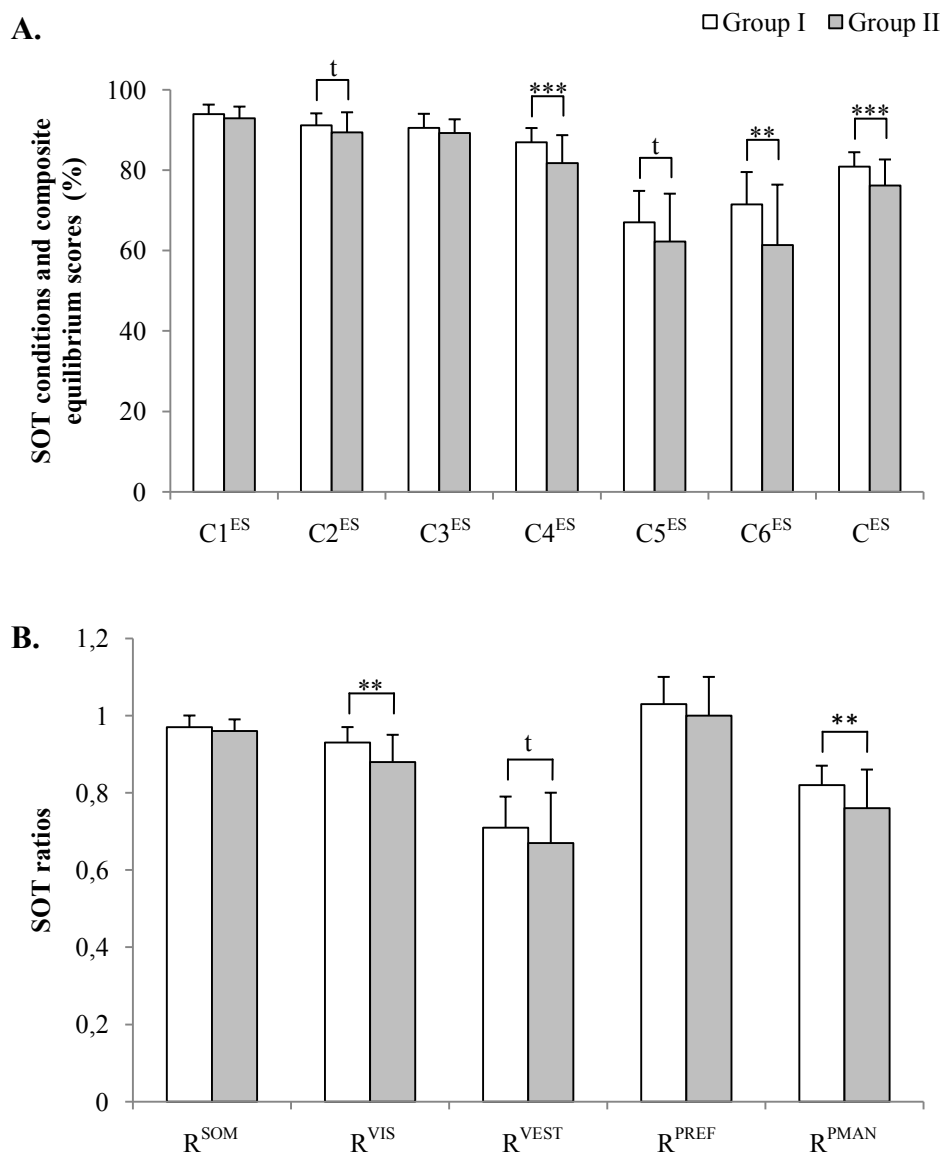 A.
Group I Group II
SOT conditions and composite
equilibrium scores (%)
100
80
60
40
20
0
t
***
t
**
***
C1ES C2ES C3ES C4ES C5ES C6ES CES
B.
SOT ratios
1,2
1
0,8
0,6
0,4
0,2
0
**
t
**
RSOM RVIS RVEST RPREF RPMAN